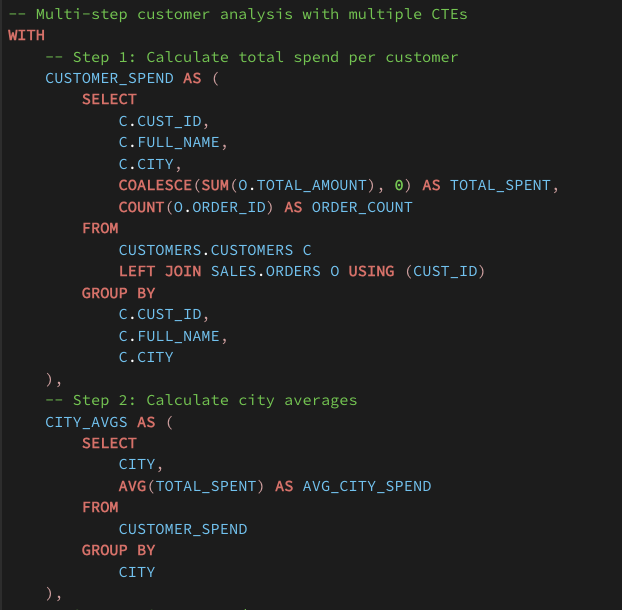 -- Multi-step customer analysis with multiple CTEs
WITH
    -- Step 1: Calculate total spend per customer
    CUSTOMER_SPEND AS (
        SELECT
            C.CUST_ID,
            C.FULL_NAME,
            C.CITY,
            COALESCE(SUM(O.TOTAL_AMOUNT), 0) AS TOTAL_SPENT,
            COUNT(O.ORDER_ID) AS ORDER_COUNT
        FROM
            CUSTOMERS.CUSTOMERS C
            LEFT JOIN SALES.ORDERS O USING (CUST_ID)
        GROUP BY
            C.CUST_ID,
            C.FULL_NAME,
            C.CITY
    ),
    -- Step 2: Calculate city averages
    CITY_AVGS AS (
        SELECT
            CITY,
            AVG(TOTAL_SPENT) AS AVG_CITY_SPEND
        FROM
            CUSTOMER_SPEND
        GROUP BY
            CITY
    ),